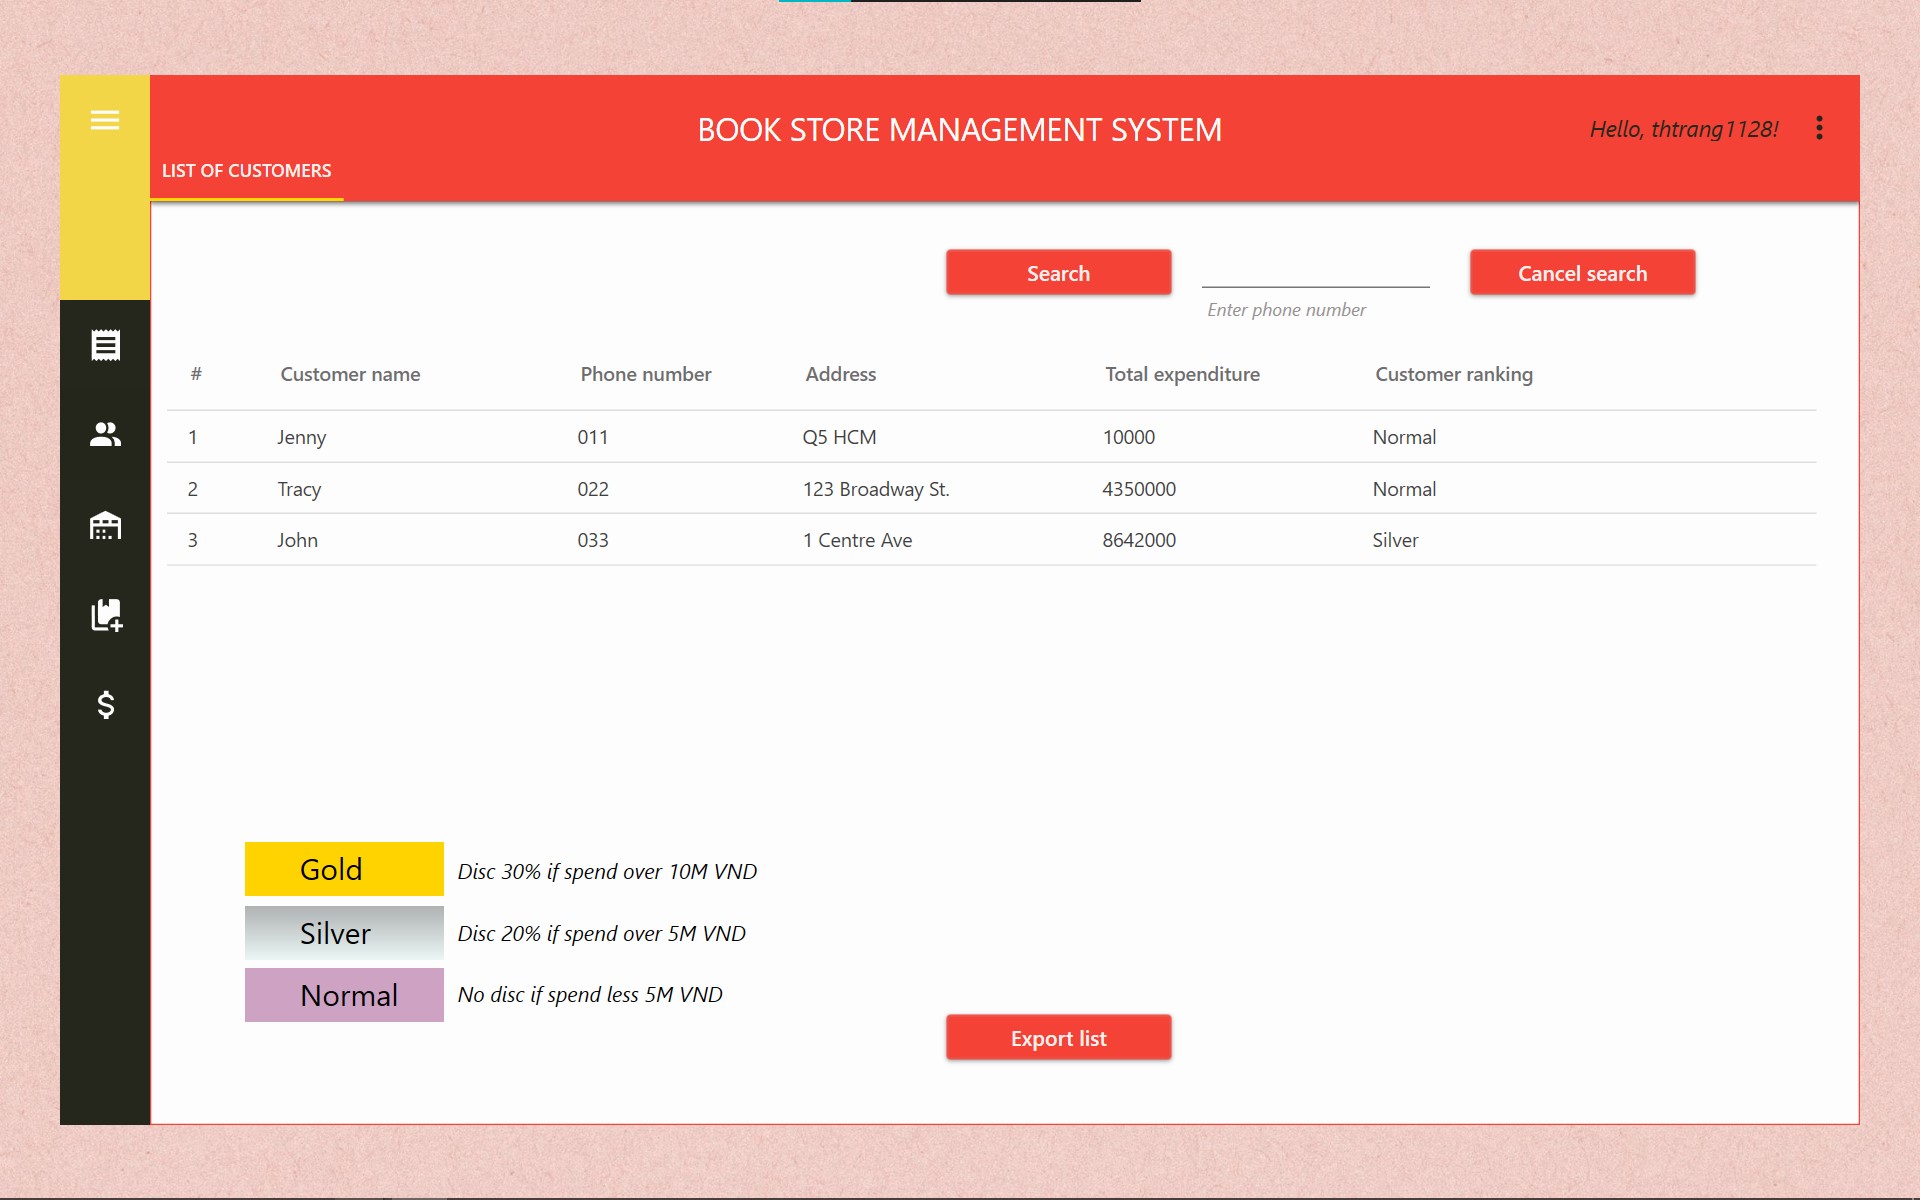 BOOK STORE MANAGEMENT SYSTEM
Hello, thtrang1128!
LIST OF CUSTOMERS
Search
Cancel search
Enter phone number
# Customer name Phone number Address Total expenditure Customer ranking
1 Jenny 011 Q5 HCM 10000 Normal
2 Tracy 022 123 Broadway St. 4350000 Normal
3 John 033 1 Centre Ave 8642000 Silver
Gold Disc 30% if spend over 10M VND
Silver Disc 20% if spend over 5M VND
Normal No disc if spend less 5M VND
Export list